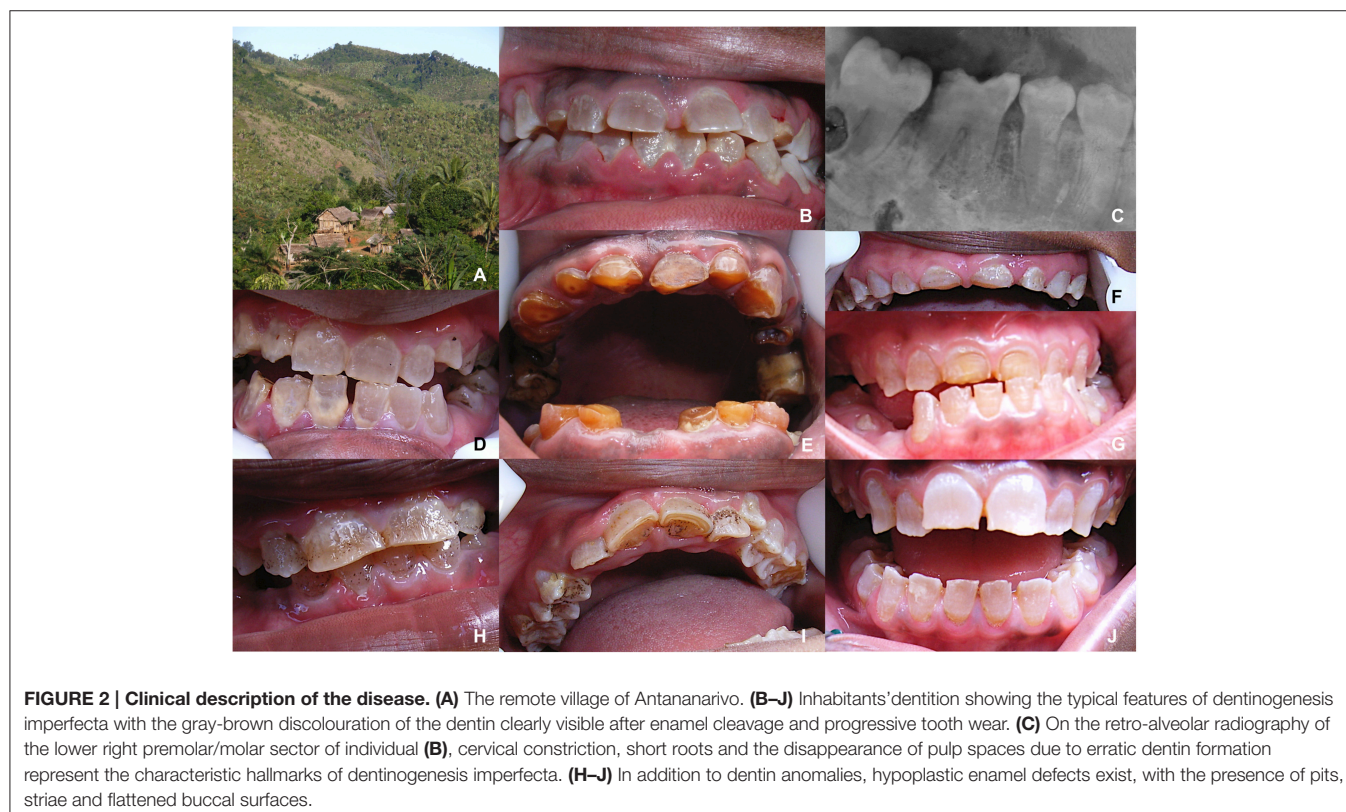 A
B
C
D
E
F
G
H
I
J
FIGURE 2 | Clinical description of the disease. (A) The remote village of Antananarivo. (B–J) Inhabitants'dentition showing the typical features of dentinogenesis
imperfecta with the gray-brown discolouration of the dentin clearly visible after enamel cleavage and progressive tooth wear. (C) On the retro-alveolar radiography of
the lower right premolar/molar sector of individual (B), cervical constriction, short roots and the disappearance of pulp spaces due to erratic dentin formation
represent the characteristic hallmarks of dentinogenesis imperfecta. (H–J) In addition to dentin anomalies, hypoplastic enamel defects exist, with the presence of pits,
striae and flattened buccal surfaces.